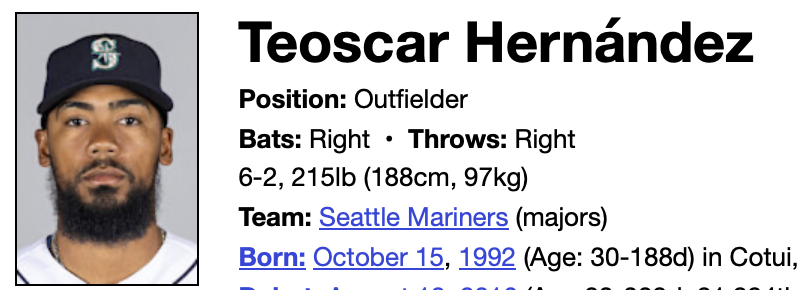 Teoscar Hernández
Position: Outfielder
Bats: Right • Throws: Right
6-2, 215lb (188cm, 97kg)
Team: Seattle Mariners (majors)
Born: October 15, 1992 (Age: 30-188d) in Cotui,